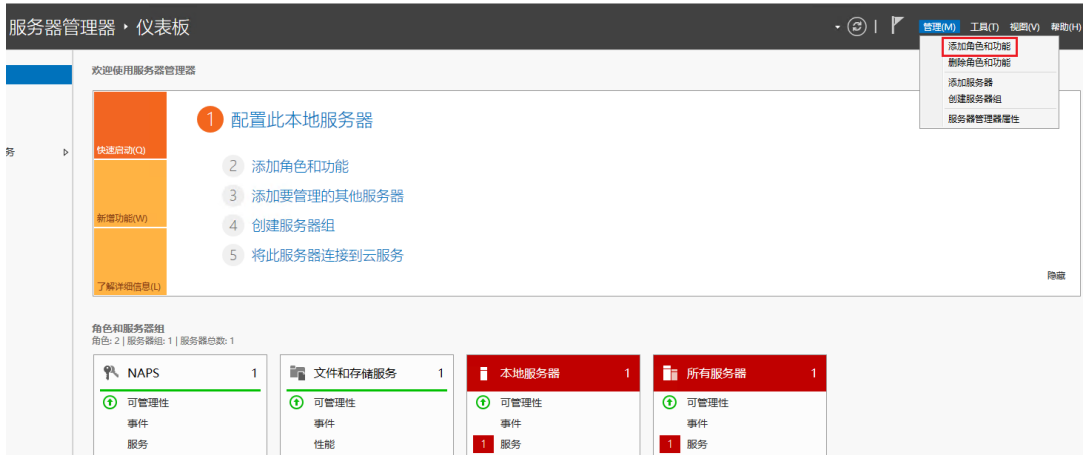 服务器管理器 · 仪表板
管理(M) 工具(T) 视图(V) 帮助(H)
添加角色和功能
删除角色和功能
添加服务器
创建服务器组
服务器管理器属性
欢迎使用服务器管理器
快速启动(Q)
新增功能(W)
了解详细信息(L)
1 配置此本地服务器
2 添加角色和功能
3 添加要管理的其他服务器
4 创建服务器组
5 将此服务器连接到云服务
隐藏
务
角色和服务器组
角色: 2 | 服务器组: 1 | 服务器总数: 1
NAPS 1
可管理性
事件
服务
文件和存储服务 1
可管理性
事件
性能
本地服务器 1
可管理性
事件
1 服务
所有服务器 1
可管理性
事件
1 服务